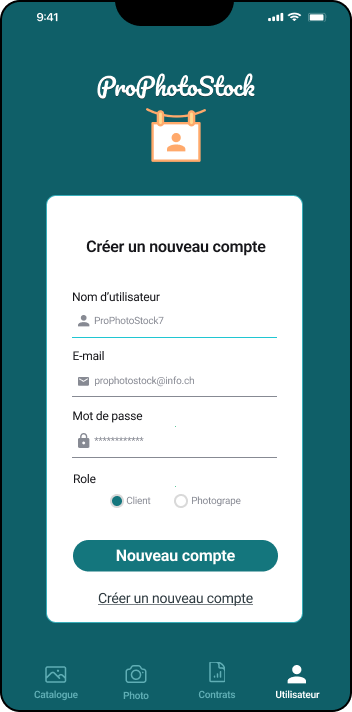 9:41
ProPhotoStock
Créer un nouveau compte
Nom d'utilisateur
ProPhotoStock7
E-mail
prophotostock@info.ch
Mot de passe
************
Role
Client Photogrape
Nouveau compte
Créer un nouveau compte
Catalogue Photo Contrats Utilisateur